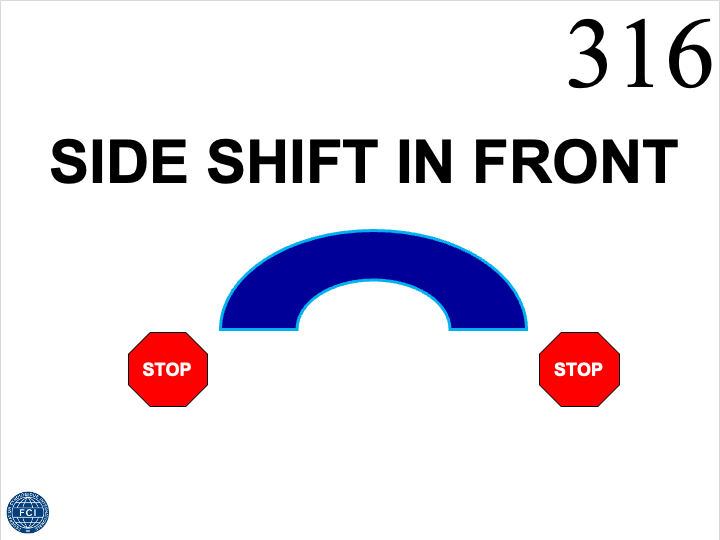 316
SIDE SHIFT IN FRONT
STOP
STOP
FCI